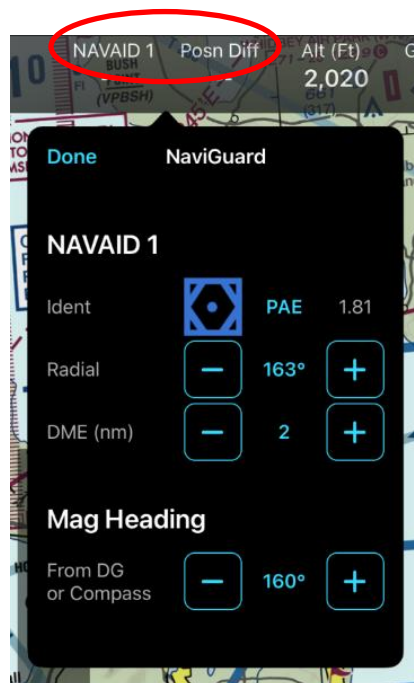 NAVAID 1 Posn Diff Alt (Ft) G
BUSH
POINT
(VPBSH)
2,020
(317)
Done NaviGuard
NAVAID 1
Ident PAE 1.81
Radial − 163° +
DME (nm) − 2 +
Mag Heading
From DG
or Compass − 160° +